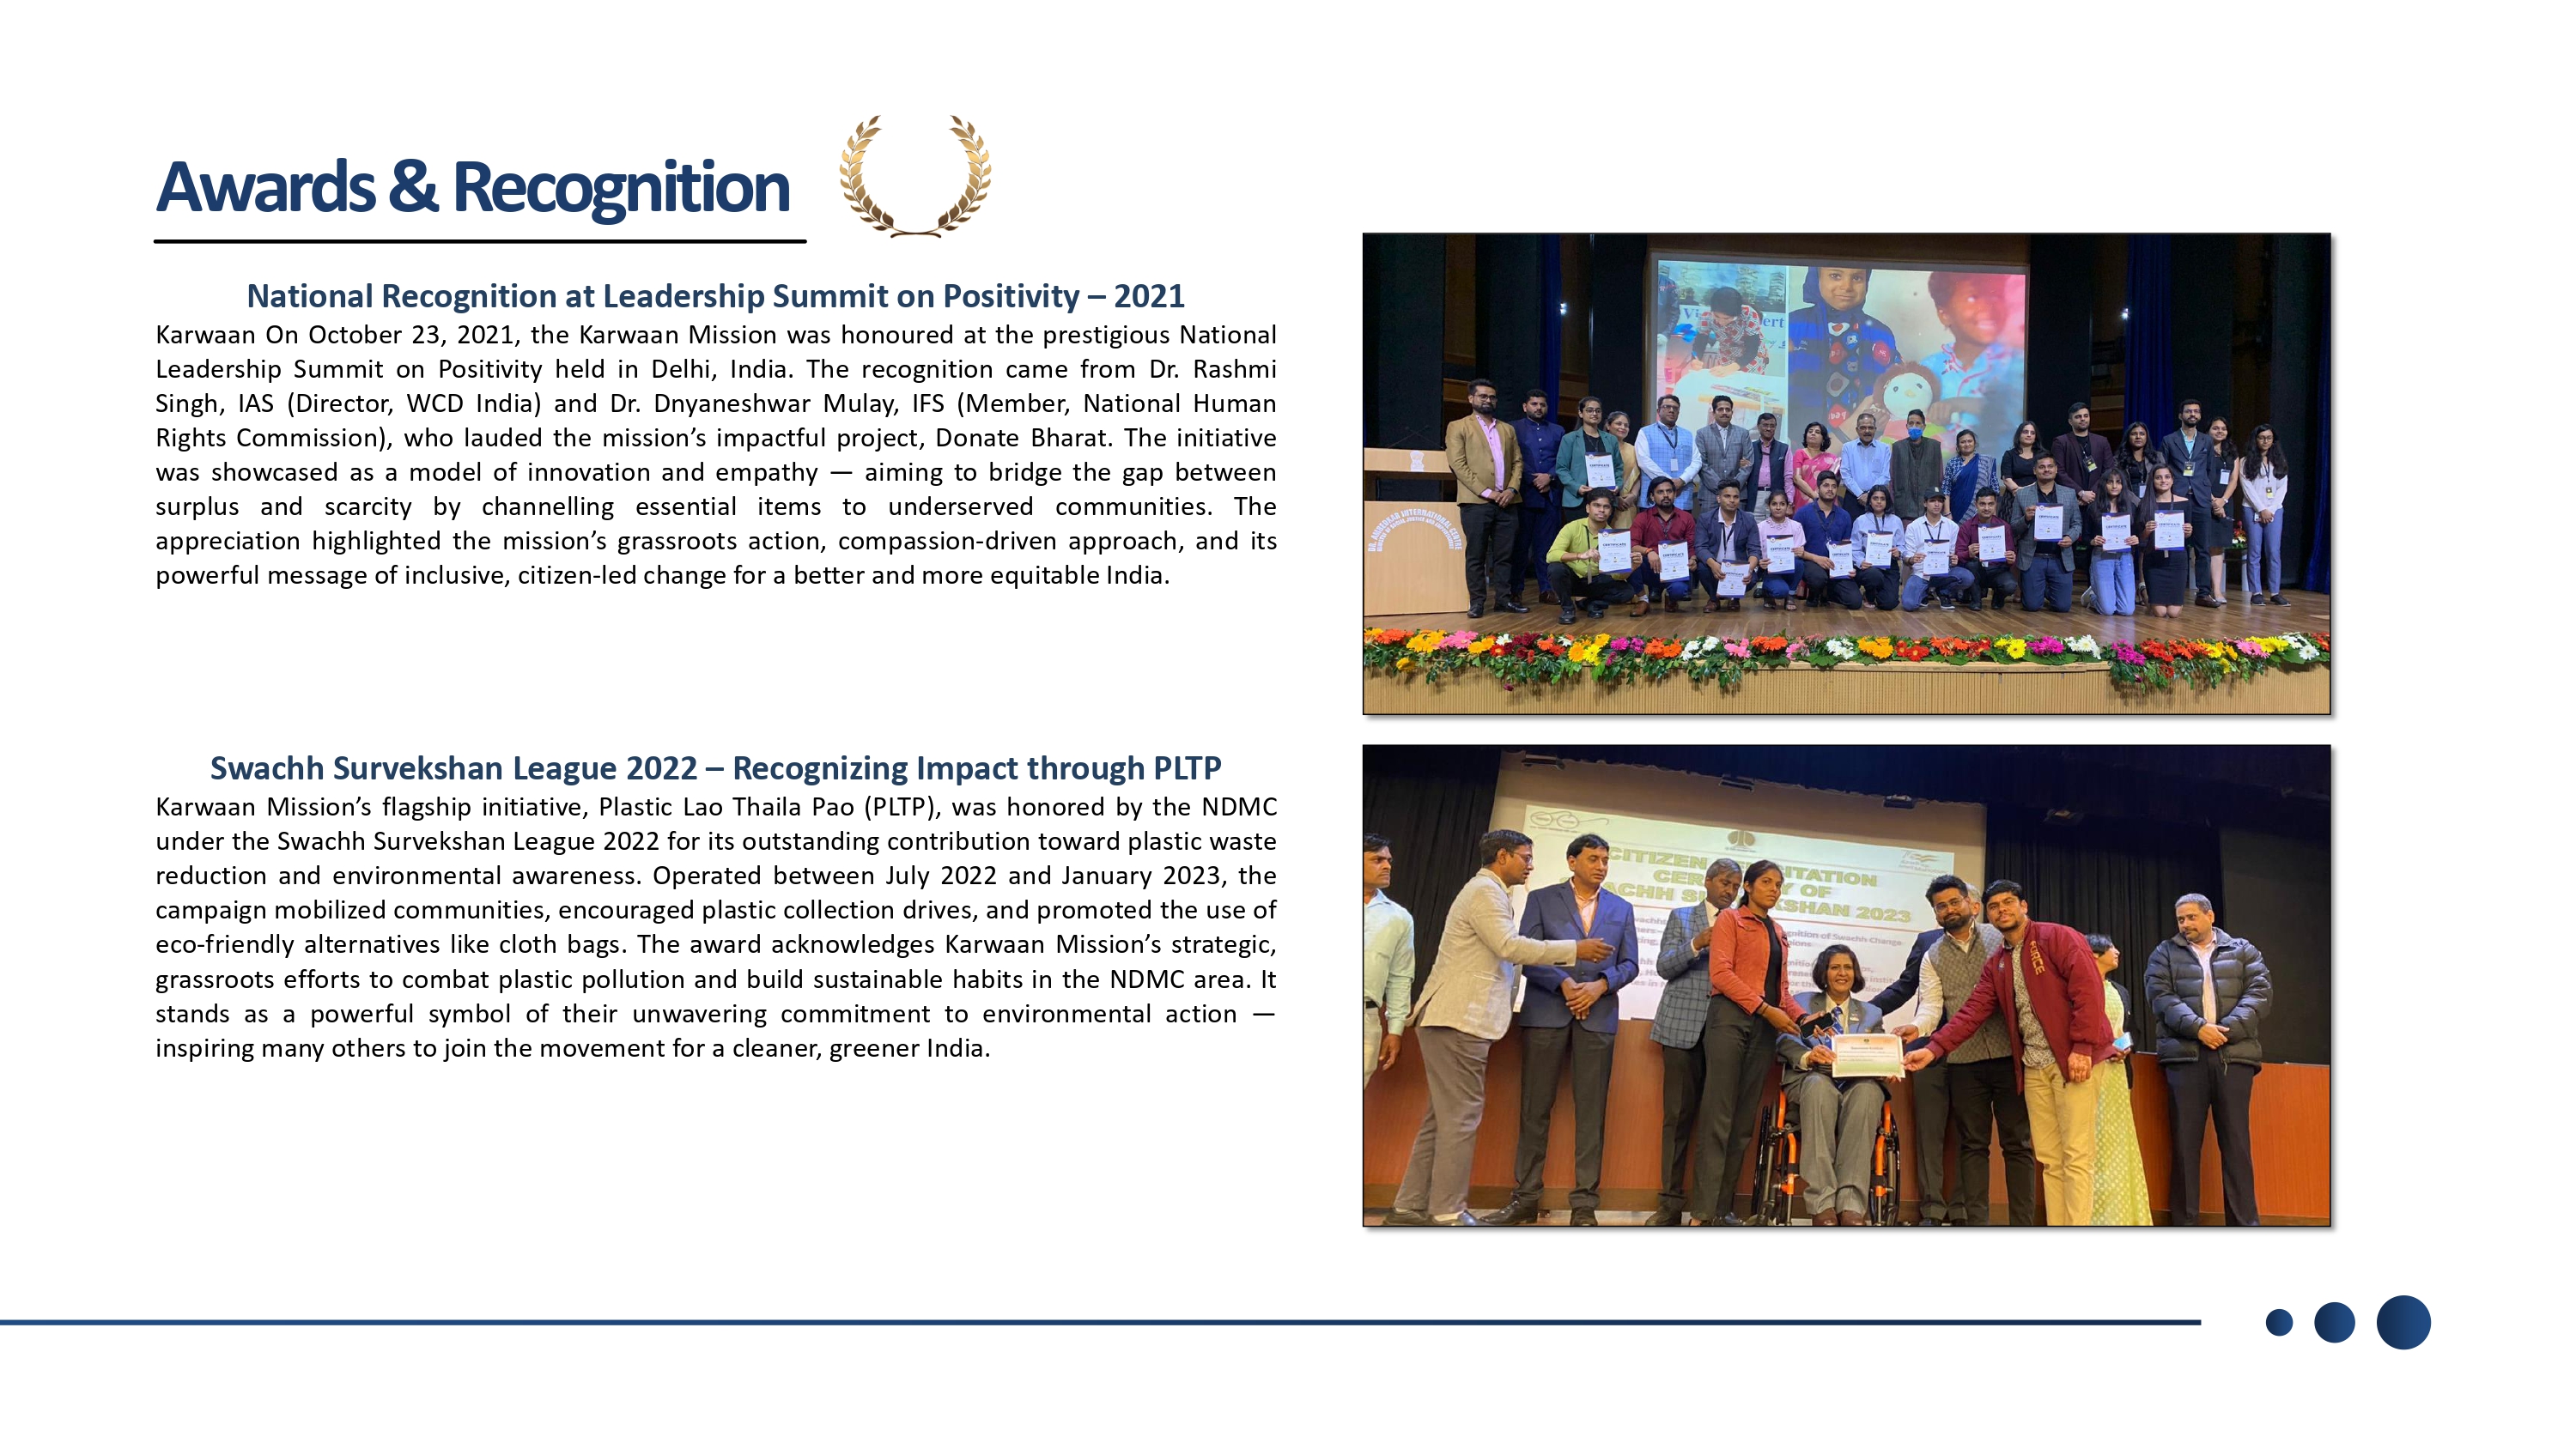 Awards & Recognition
National Recognition at Leadership Summit on Positivity – 2021
Karwaan On October 23, 2021, the Karwaan Mission was honoured at the prestigious National
Leadership Summit on Positivity held in Delhi, India. The recognition came from Dr. Rashmi
Singh, IAS (Director, WCD India) and Dr. Dnyaneshwar Mulay, IFS (Member, National Human
Rights Commission), who lauded the mission’s impactful project, Donate Bharat. The initiative
was showcased as a model of innovation and empathy — aiming to bridge the gap between
surplus and scarcity by channelling essential items to underserved communities. The
appreciation highlighted the mission’s grassroots action, compassion-driven approach, and its
powerful message of inclusive, citizen-led change for a better and more equitable India.
Swachh Survekshan League 2022 – Recognizing Impact through PLTP
Karwaan Mission’s flagship initiative, Plastic Lao Thaila Pao (PLTP), was honored by the NDMC
under the Swachh Survekshan League 2022 for its outstanding contribution toward plastic waste
reduction and environmental awareness. Operated between July 2022 and January 2023, the
campaign mobilized communities, encouraged plastic collection drives, and promoted the use of
eco-friendly alternatives like cloth bags. The award acknowledges Karwaan Mission’s strategic,
grassroots efforts to combat plastic pollution and build sustainable habits in the NDMC area. It
stands as a powerful symbol of their unwavering commitment to environmental action —
inspiring many others to join the movement for a cleaner, greener India.
DR. AMBEDKAR INTERNATIONAL CENTRE
CERTIFICATE
CITIZEN
OF
2023